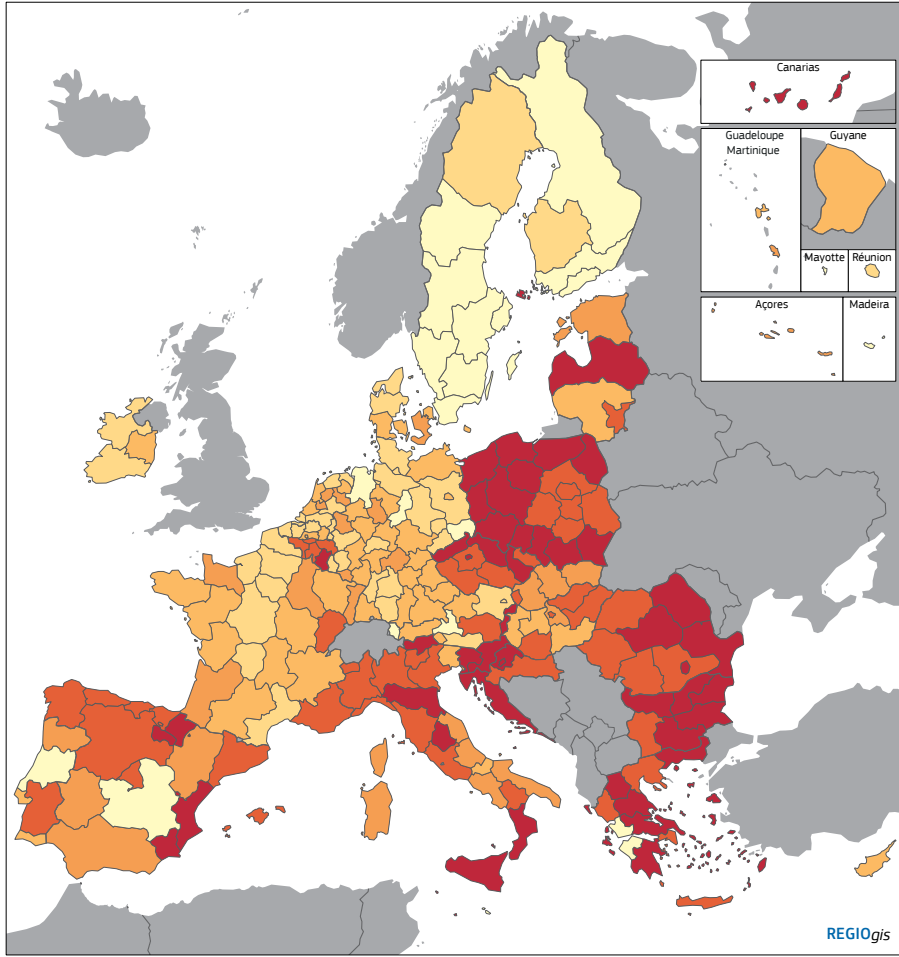 Canarias
Guadeloupe
Martinique
Guyane
Mayotte
Réunion
Açores
Madeira
REGIOgis